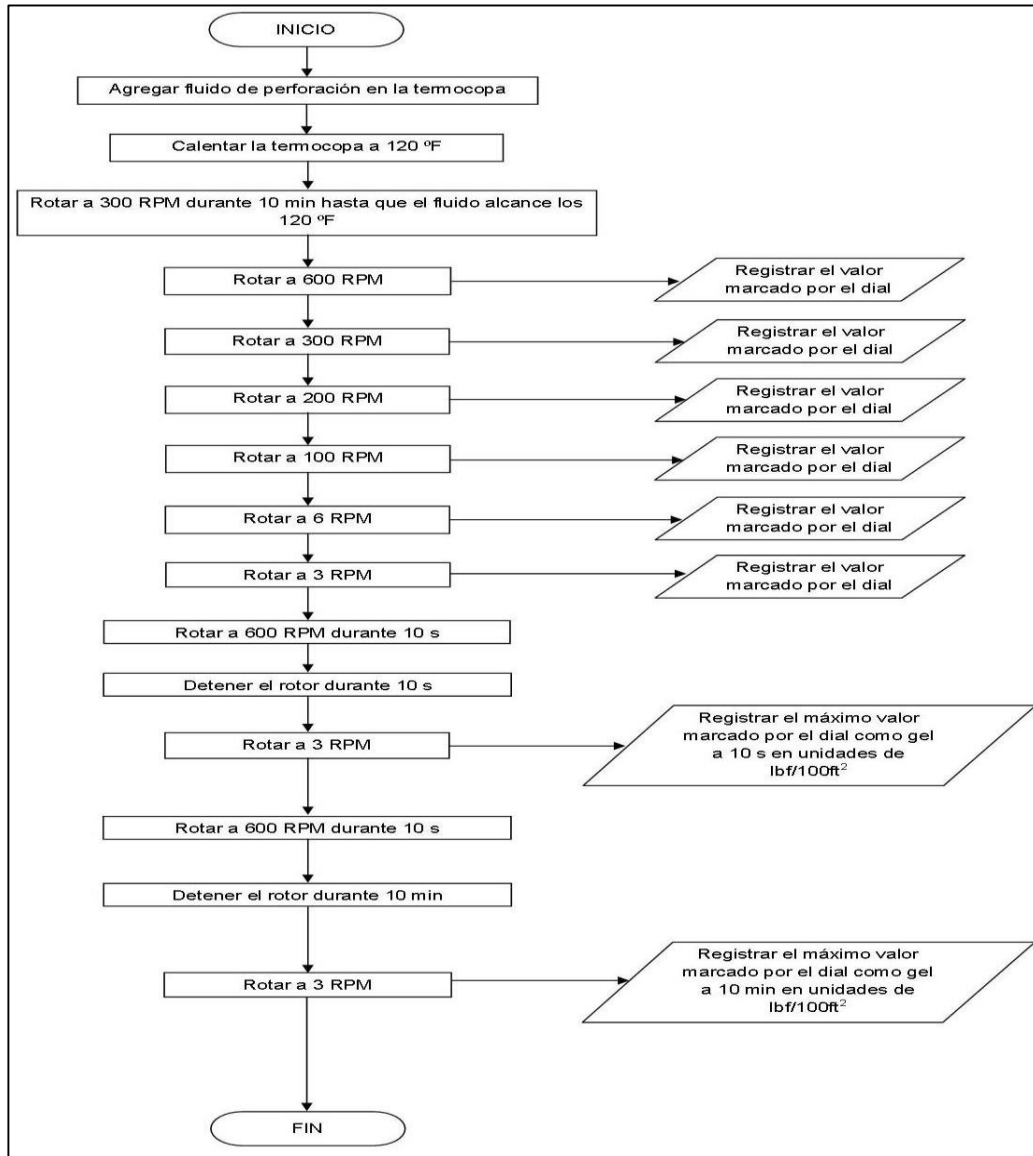 INICIO
Agregar fluido de perforación en la termocopa
Calentar la termocopa a 120 ºF
Rotar a 300 RPM durante 10 min hasta que el fluido alcance los
120 ºF
Rotar a 600 RPM
Registrar el valor
marcado por el dial
Rotar a 300 RPM
Registrar el valor
marcado por el dial
Rotar a 200 RPM
Registrar el valor
marcado por el dial
Rotar a 100 RPM
Registrar el valor
marcado por el dial
Rotar a 6 RPM
Registrar el valor
marcado por el dial
Rotar a 3 RPM
Registrar el valor
marcado por el dial
Rotar a 600 RPM durante 10 s
Detener el rotor durante 10 s
Rotar a 3 RPM
Registrar el máximo valor
marcado por el dial como gel
a 10 s en unidades de
lbf/100ft²
Rotar a 600 RPM durante 10 s
Detener el rotor durante 10 min
Rotar a 3 RPM
Registrar el máximo valor
marcado por el dial como gel
a 10 min en unidades de
lbf/100ft²
FIN